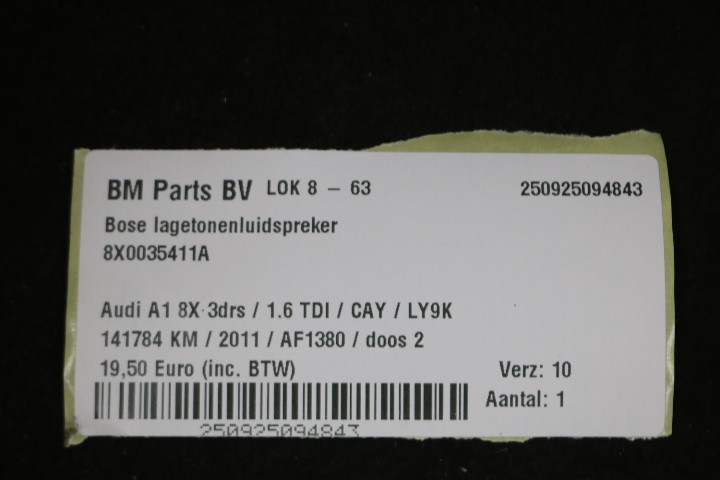 BM Parts BV LOK 8 - 63 250925094843
Bose lagetonenluidspreker
8X0035411A
Audi A1 8X 3drs / 1.6 TDI / CAY / LY9K
141784 KM / 2011 / AF1380 / doos 2
19,50 Euro (inc. BTW) Verz: 10
Aantal: 1
250925094843